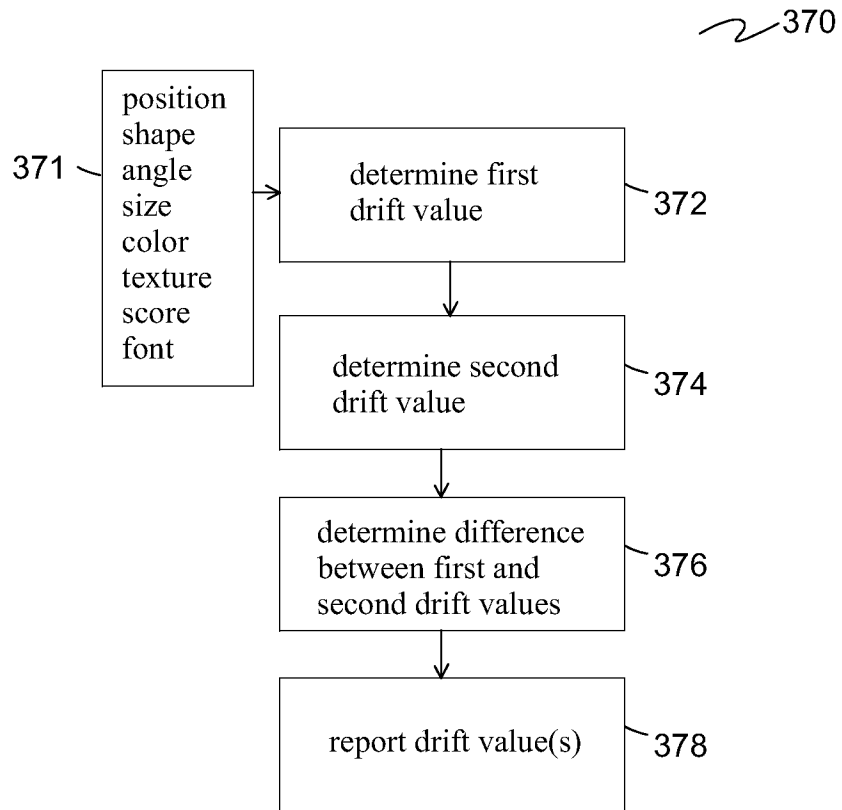 370
371
position
shape
angle
size
color
texture
score
font
determine first
drift value
372
determine second
drift value
374
determine difference
between first and
second drift values
376
report drift value(s)
378